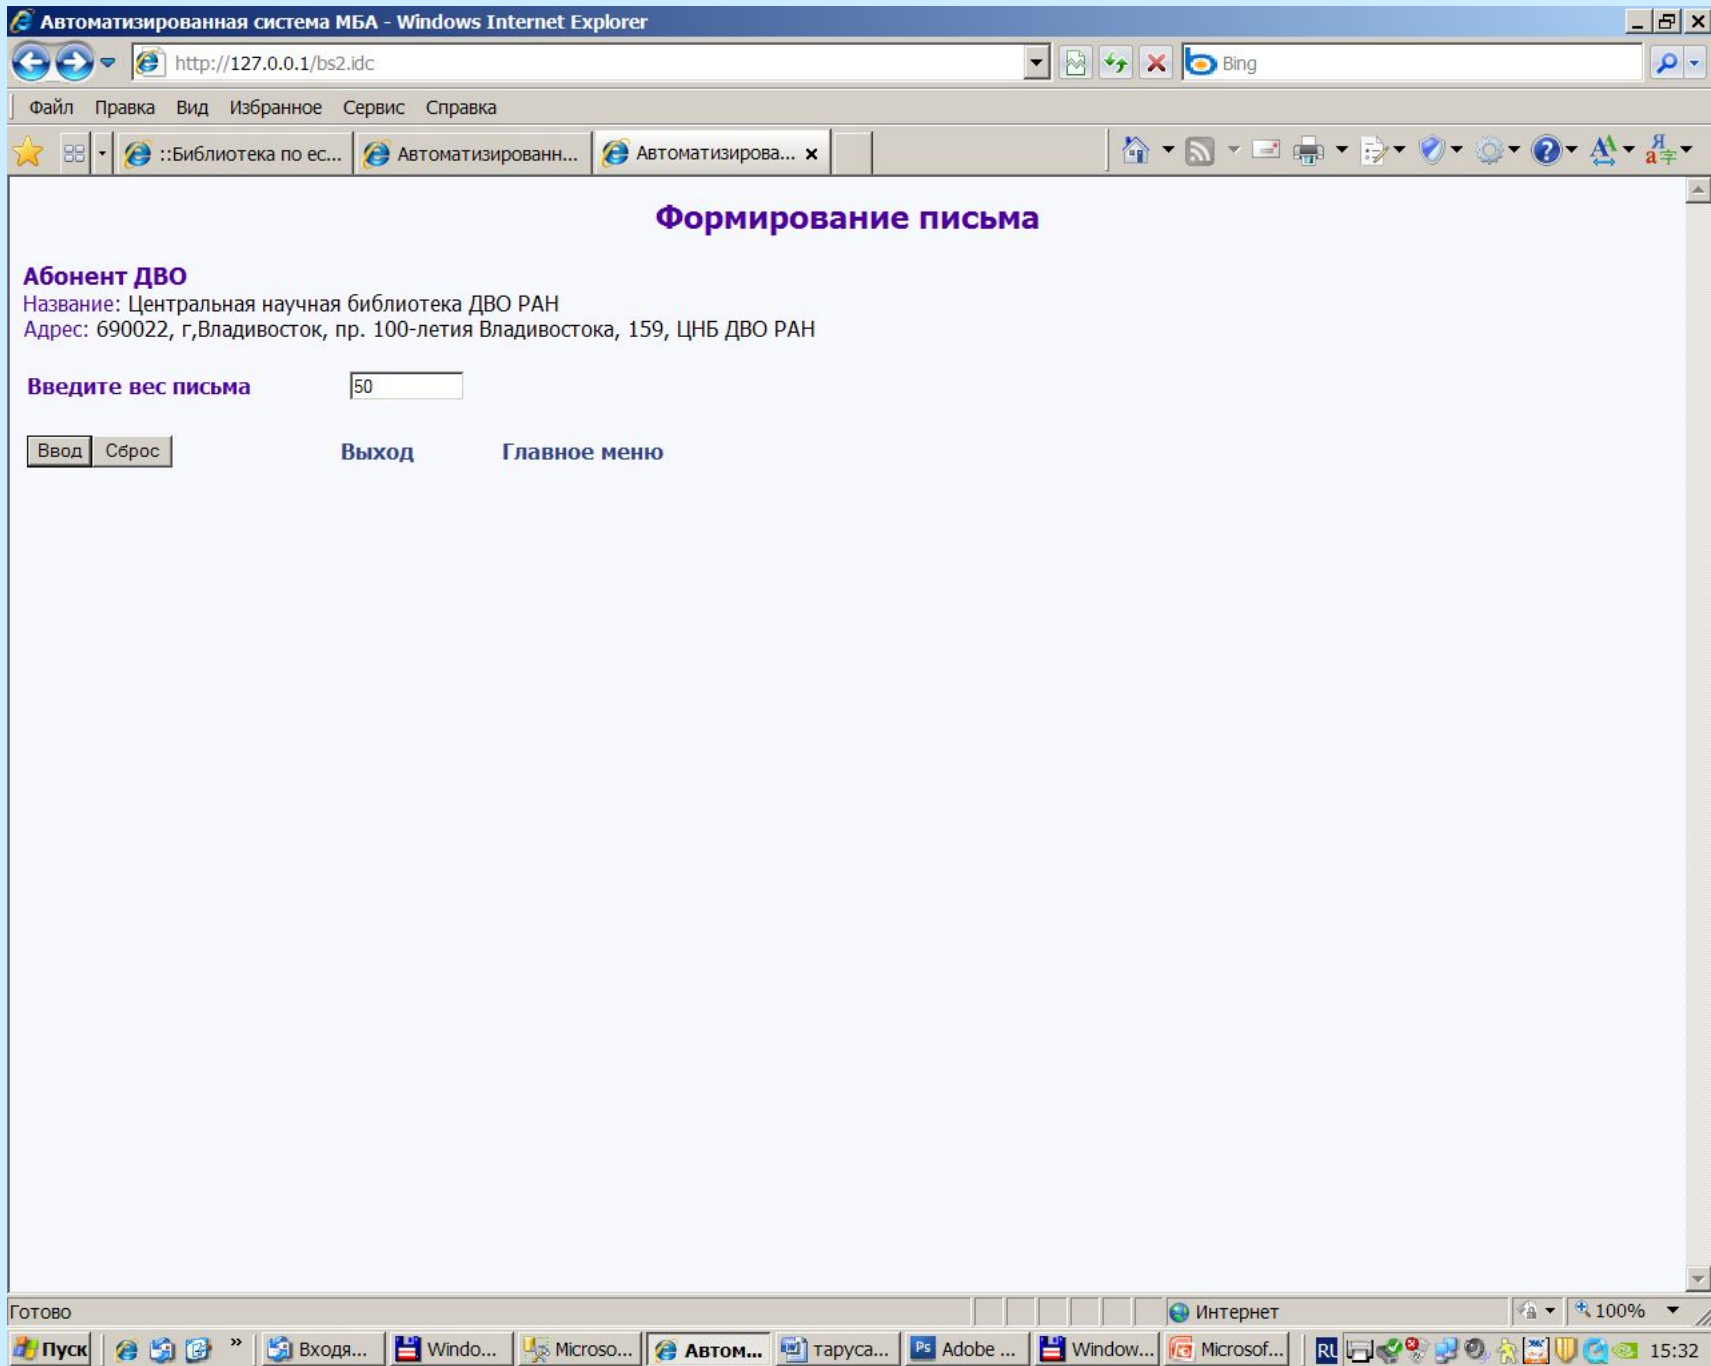 Автоматизированная система МБА - Windows Internet Explorer
http://127.0.0.1/bs2.idc
Bing
Файл Правка Вид Избранное Сервис Справка
::Библиотека по ес... Автоматизированн... Автоматизирова...
Формирование письма
Абонент ДВО
Название: Центральная научная библиотека ДВО РАН
Адрес: 690022, г,Владивосток, пр. 100-летия Владивостока, 159, ЦНБ ДВО РАН
Введите вес письма 50
Ввод Сброс Выход Главное меню
Готово Интернет 100%
Пуск » Входя... Windo... Microso... Автом... таруса... Adobe ... Window... Microsof... RU 15:32